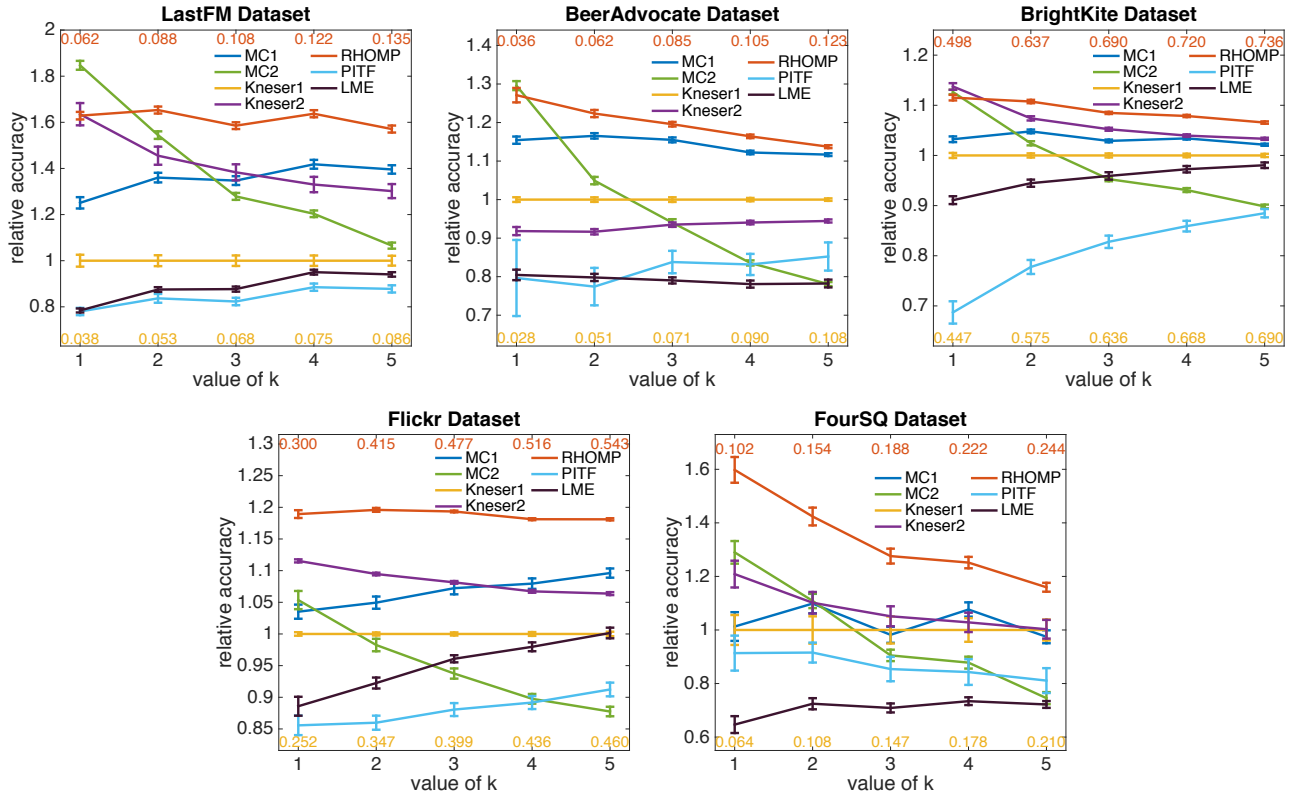 LastFM Dataset
2
1.8
1.6
1.4
1.2
1
0.8
relative accuracy
0.062 0.088 0.108 0.122 0.135
MC1 RHOMP
MC2 PITF
Kneser1 LME
Kneser2
0.038 0.053 0.068 0.075 0.086
1 2 3 4 5
value of k
BeerAdvocate Dataset
1.4
1.3
1.2
1.1
1
0.9
0.8
0.7
relative accuracy
0.036 0.062 0.085 0.105 0.123
MC1 RHOMP
MC2 PITF
Kneser1 LME
Kneser2
0.028 0.051 0.071 0.090 0.108
1 2 3 4 5
value of k
BrightKite Dataset
1.2
1.1
1
0.9
0.8
0.7
relative accuracy
0.498 0.637 0.690 0.720 0.736
MC1 RHOMP
MC2 PITF
Kneser1 LME
Kneser2
0.447 0.575 0.636 0.668 0.690
1 2 3 4 5
value of k
Flickr Dataset
1.3
1.25
1.2
1.15
1.1
1.05
1
0.95
0.9
0.85
relative accuracy
0.300 0.415 0.477 0.516 0.543
MC1 RHOMP
MC2 PITF
Kneser1 LME
Kneser2
0.252 0.347 0.399 0.436 0.460
1 2 3 4 5
value of k
FourSQ Dataset
1.6
1.4
1.2
1
0.8
0.6
relative accuracy
0.102 0.154 0.188 0.222 0.244
MC1 RHOMP
MC2 PITF
Kneser1 LME
Kneser2
0.064 0.108 0.147 0.178 0.210
1 2 3 4 5
value of k